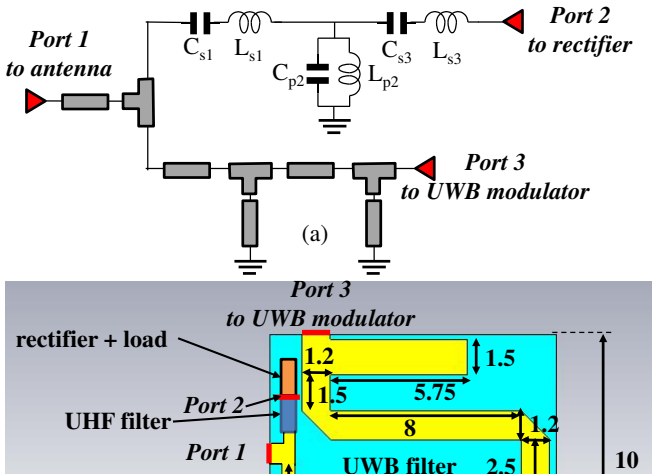 Port 1
to antenna
Cs1
Ls1
Cp2
Lp2
Cs3
Ls3
Port 2
to rectifier
Port 3
to UWB modulator
(a)
Port 3
to UWB modulator
rectifier + load
1.2
1.5
5.75
1.5
Port 2
UHF filter
8
1.2
Port 1
UWB filter
2.5
10